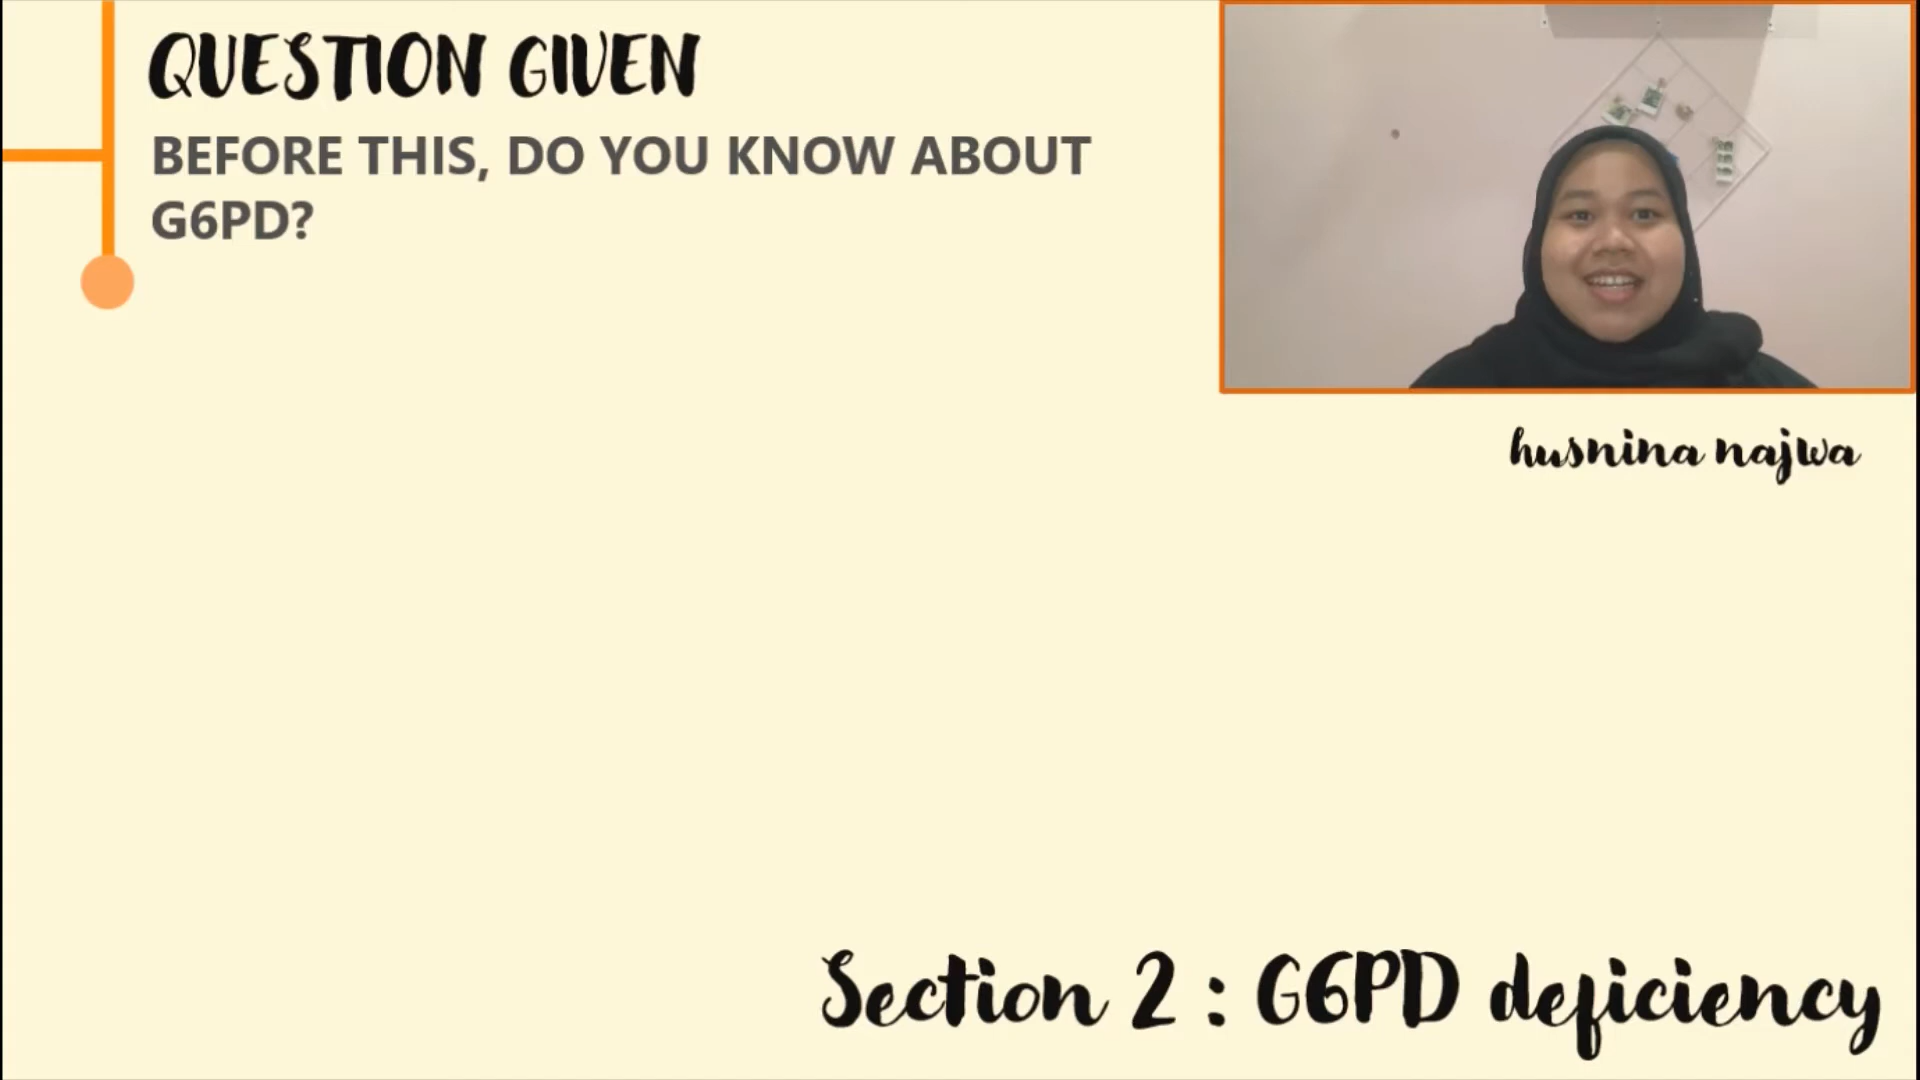 QUESTION GIVEN
BEFORE THIS, DO YOU KNOW ABOUT
G6PD?
husnina najwa
Section 2 : G6PD deficiency